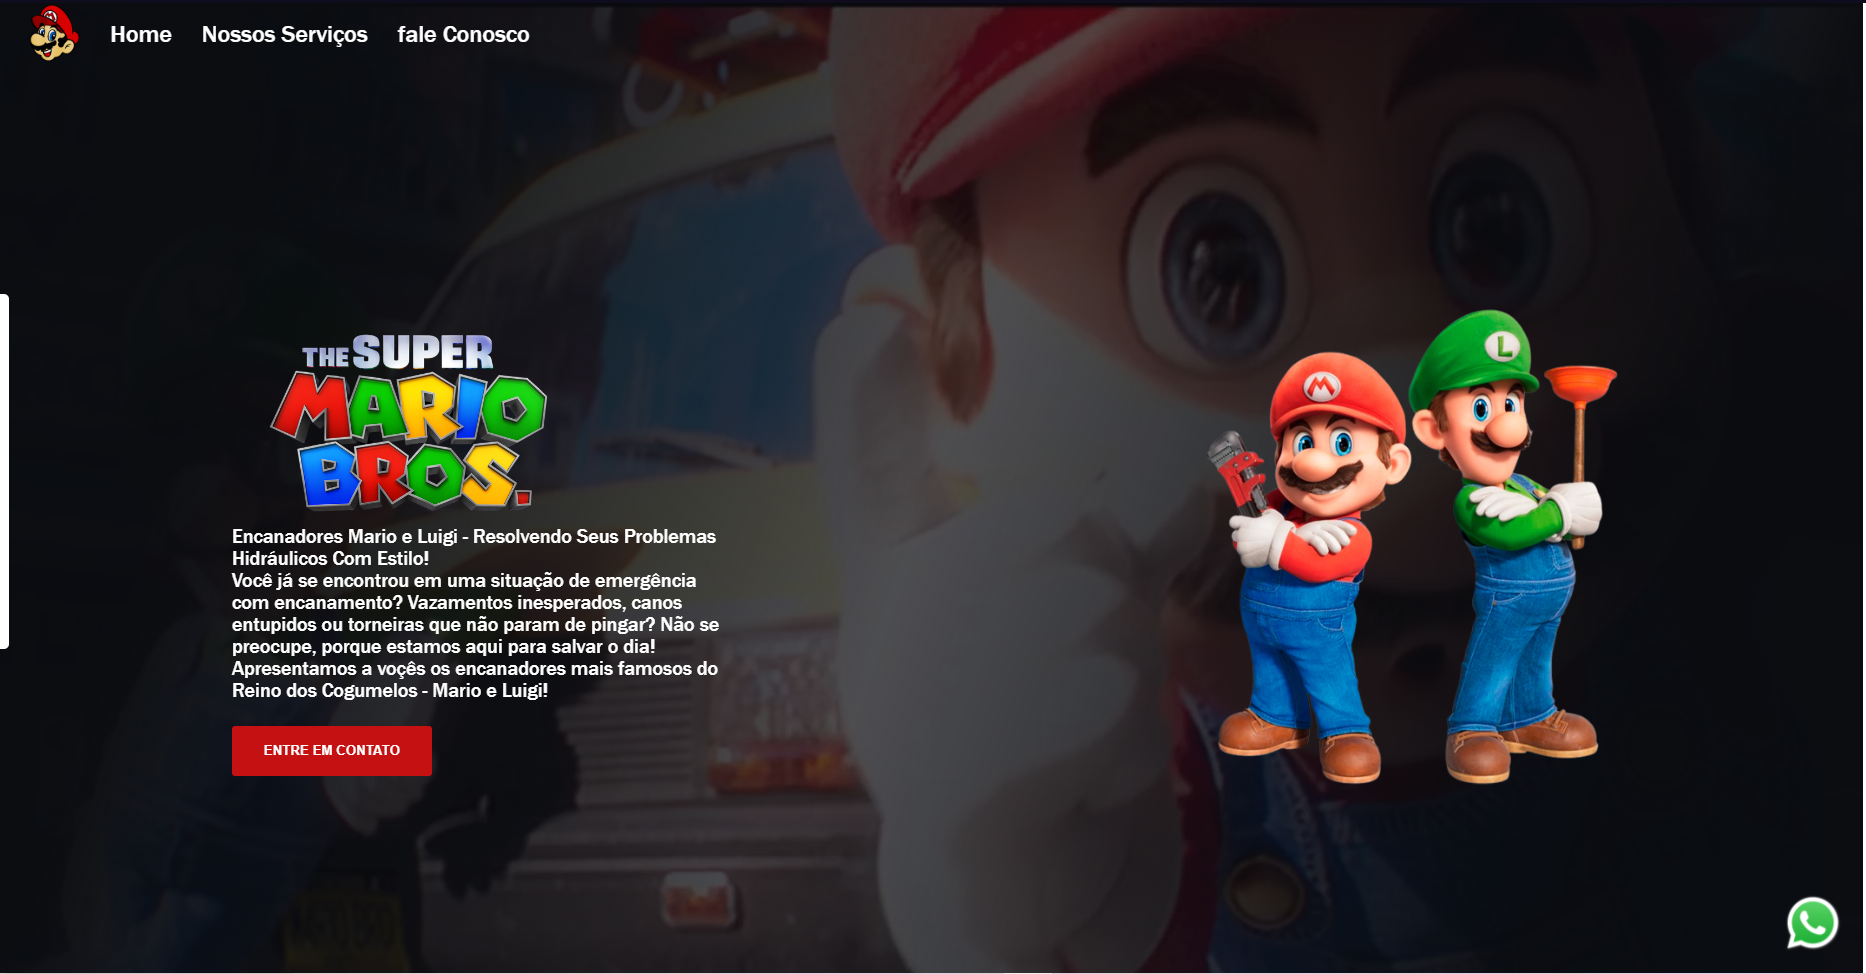 Home Nossos Serviços fale Conosco
THE SUPER
MARIO
BROS.
Encanadores Mario e Luigi - Resolvendo Seus Problemas
Hidráulicos Com Estilo!
Você já se encontrou em uma situação de emergência
com encanamento? Vazamentos inesperados, canos
entupidos ou torneiras que não param de pingar? Não se
preocupe, porque estamos aqui para salvar o dia!
Apresentamos a voçês os encanadores mais famosos do
Reino dos Cogumelos - Mario e Luigi!
ENTRE EM CONTATO
M
L